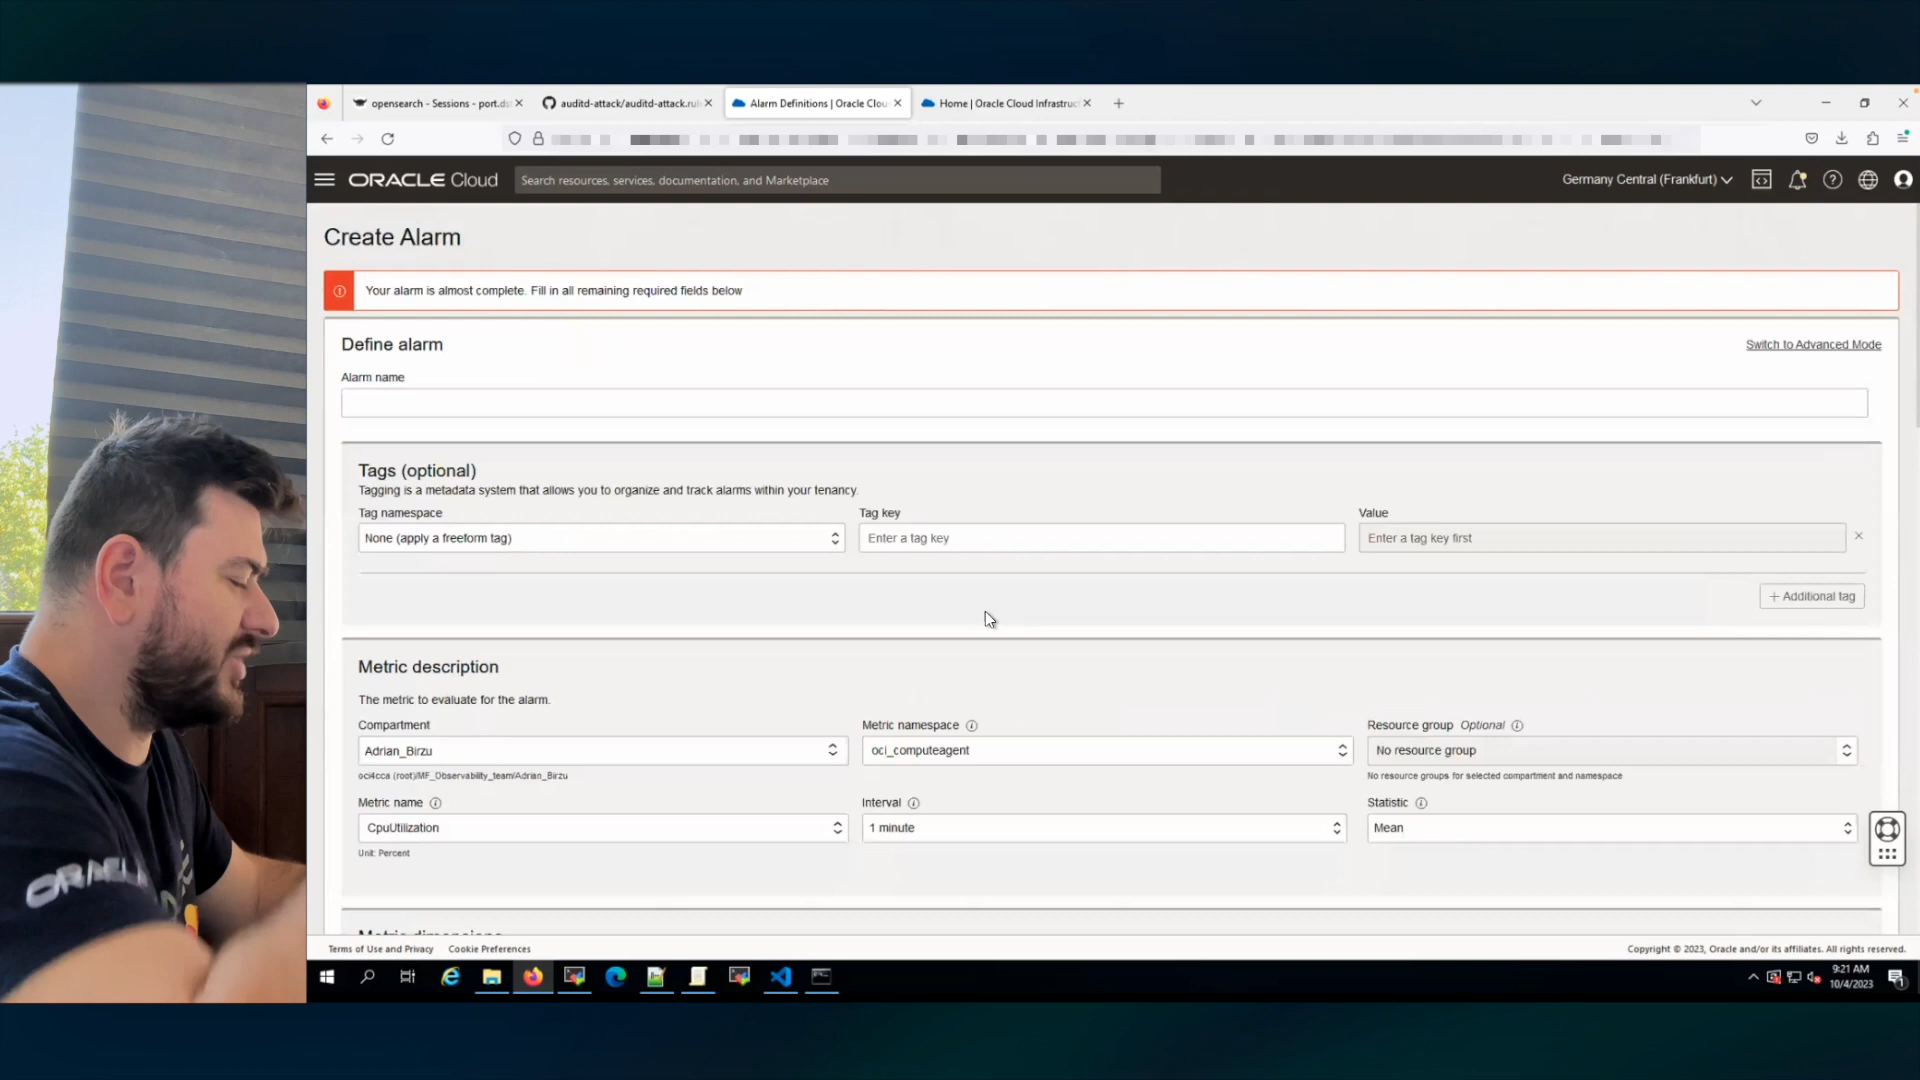 opensearch - Sessions - port.ds
auditd-attack/auditd-attack.rul
Alarm Definitions | Oracle Clou
Home | Oracle Cloud Infrastruc
ORACLE Cloud
Search resources, services, documentation, and Marketplace
Germany Central (Frankfurt)
Create Alarm
Your alarm is almost complete. Fill in all remaining required fields below
Define alarm
Switch to Advanced Mode
Alarm name
Tags (optional)
Tagging is a metadata system that allows you to organize and track alarms within your tenancy.
Tag namespace
Tag key
Value
None (apply a freeform tag)
Enter a tag key
Enter a tag key first
+ Additional tag
Metric description
The metric to evaluate for the alarm.
Compartment
Metric namespace
Resource group Optional
Adrian_Birzu
oci_computeagent
No resource group
oci4cca (root)/MF_Observability_team/Adrian_Birzu
No resource groups for selected compartment and namespace
Metric name
Interval
Statistic
CpuUtilization
1 minute
Mean
Unit: Percent
Metric dimensions
Terms of Use and Privacy
Cookie Preferences
Copyright © 2023, Oracle and/or its affiliates. All rights reserved.
9:21 AM
10/4/2023
1
ORACLE